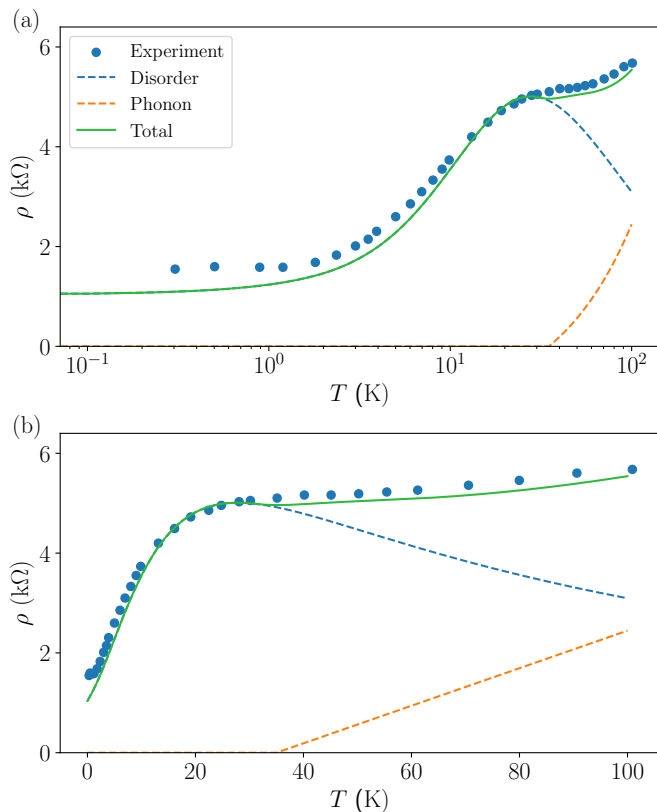 (a)
6
4
2
0
ρ (kΩ)
Experiment
Disorder
Phonon
Total
10⁻¹ 10⁰ 10¹ 10²
T (K)
(b)
6
4
2
0
ρ (kΩ)
0 20 40 60 80 100
T (K)